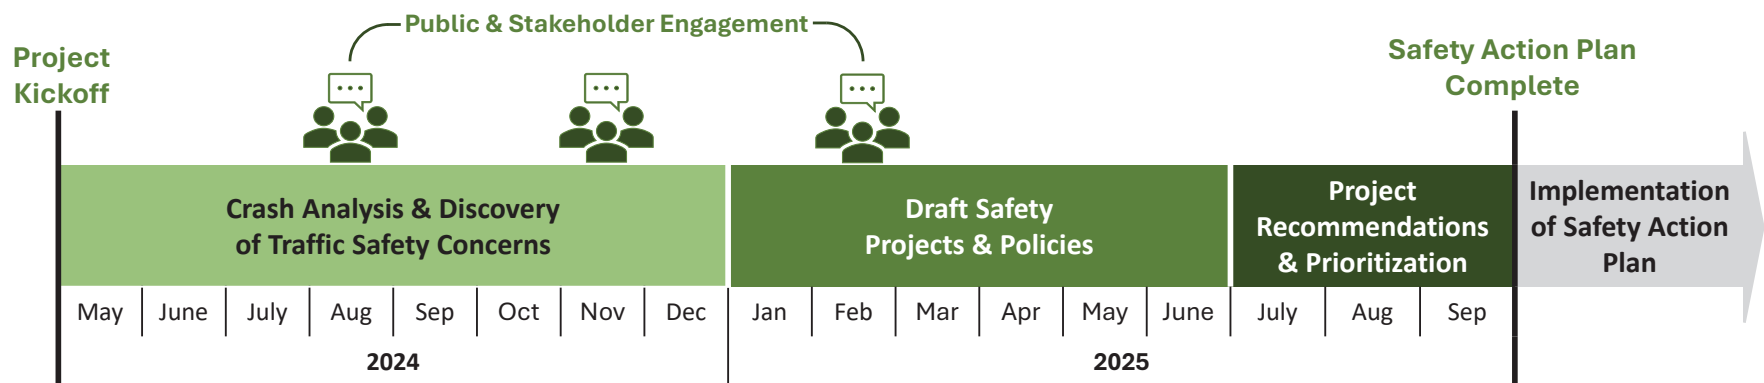 Public & Stakeholder Engagement
Project
Kickoff
Safety Action Plan
Complete
Crash Analysis & Discovery
of Traffic Safety Concerns
Draft Safety
Projects & Policies
Project
Recommendations
& Prioritization
Implementation
of Safety Action
Plan
May June July Aug Sep Oct Nov Dec Jan Feb Mar Apr May June July Aug Sep
2024 2025